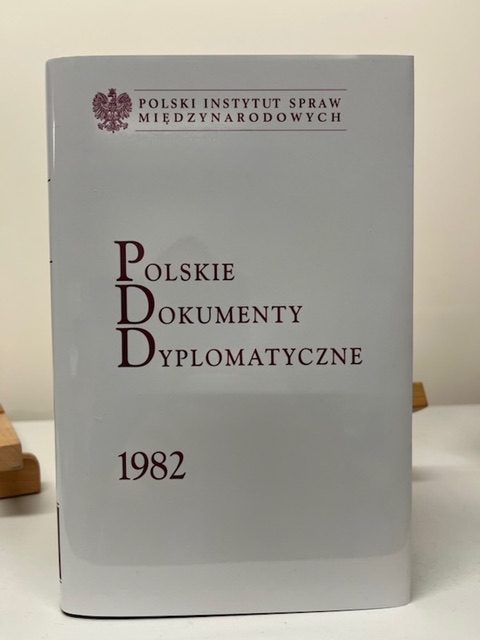 POLSKI INSTYTUT SPRAW
MIĘDZYNARODOWYCH
POLSKIE
DOKUMENTY
DYPLOMATYCZNE
1982